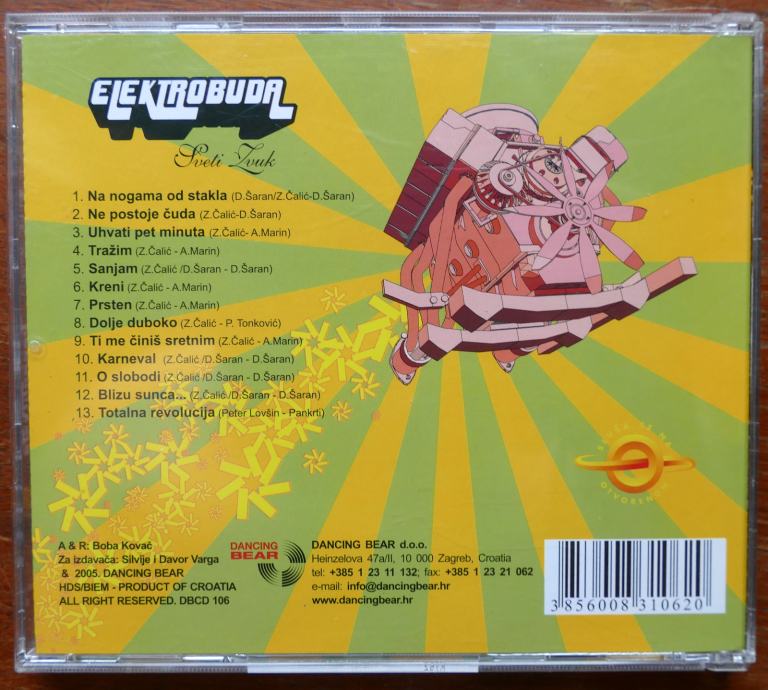 ELEKTROBUDA
Sveti Zvuk
1. Na nogama od stakla (D.Šaran/Z.Čalić-D.Šaran)
2. Ne postoje čuda (Z.Čalić-D.Šaran)
3. Uhvati pet minuta (Z.Čalić- A.Marin)
4. Tražim (Z.Čalić - A.Marin)
5. Sanjam (Z.Čalić /D.Šaran - D.Šaran)
6. Kreni (Z.Čalić - A.Marin)
7. Prsten (Z.Čalić - A.Marin)
8. Dolje duboko (Z.Čalić - P. Tonković)
9. Ti me činiš sretnim (Z.Čalić - A.Marin)
10. Karneval (Z.Čalić /D.Šaran - D.Šaran)
11. O slobodi (Z.Čalić /D.Šaran - D.Šaran)
12. Blizu sunca... (Z.Čalić /D.Šaran - D.Šaran)
13. Totalna revolucija (Peter Lovšin - Pankrti)
SLUŠA SE NA
OTVORENOM
A & R: Boba Kovač
Za izdavača: Silvije i Davor Varga
& 2005. DANCING BEAR
HDS/BIEM - PRODUCT OF CROATIA
ALL RIGHT RESERVED. DBCD 106
DANCING
BEAR
DANCING BEAR d.o.o.
Heinzelova 47a/II, 10 000 Zagreb, Croatia
tel: +385 1 23 11 132; fax: +385 1 23 21 062
e-mail: info@dancingbear.hr
www.dancingbear.hr
3 856008 310620